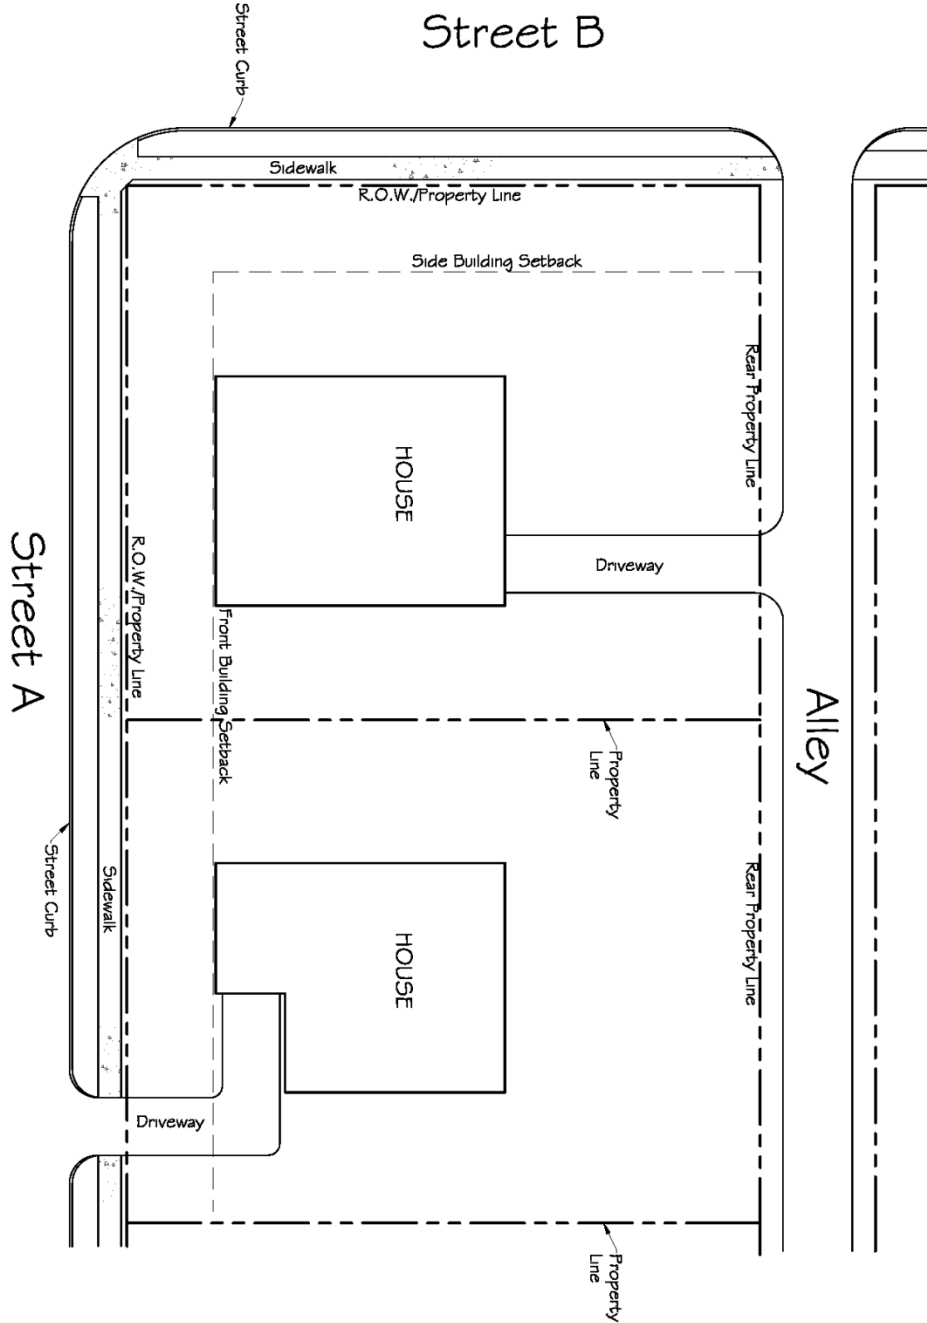 Street B
Street Curb
Sidewalk
R.O.W./Property Line
Side Building Setback
Rear Property Line
HOUSE
Driveway
R.O.W./Property Line
Street A
Front Building Setback
Alley
Property
Line
Street Curb
Sidewalk
HOUSE
Rear Property Line
Driveway
Property
Line